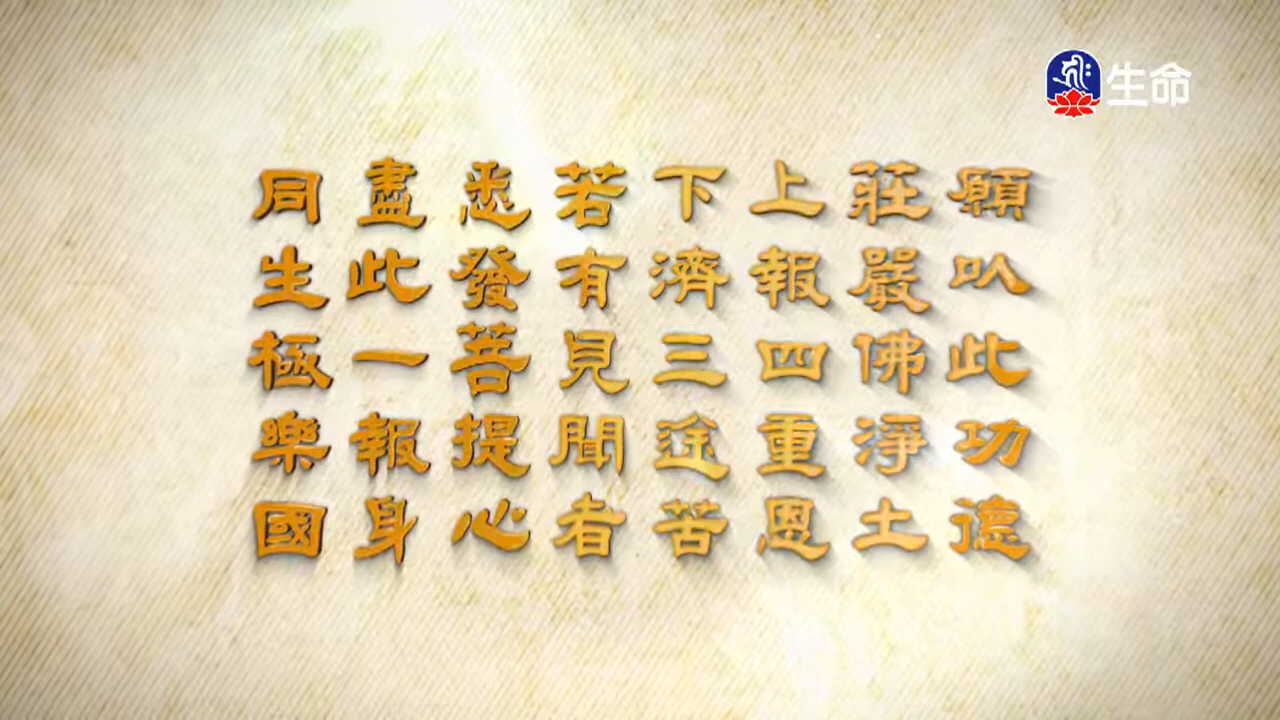 願以此功德
莊嚴佛淨土
上報四重恩
下濟三途苦
若有見聞者
悉發菩提心
盡此一報身
同生極樂國
生命